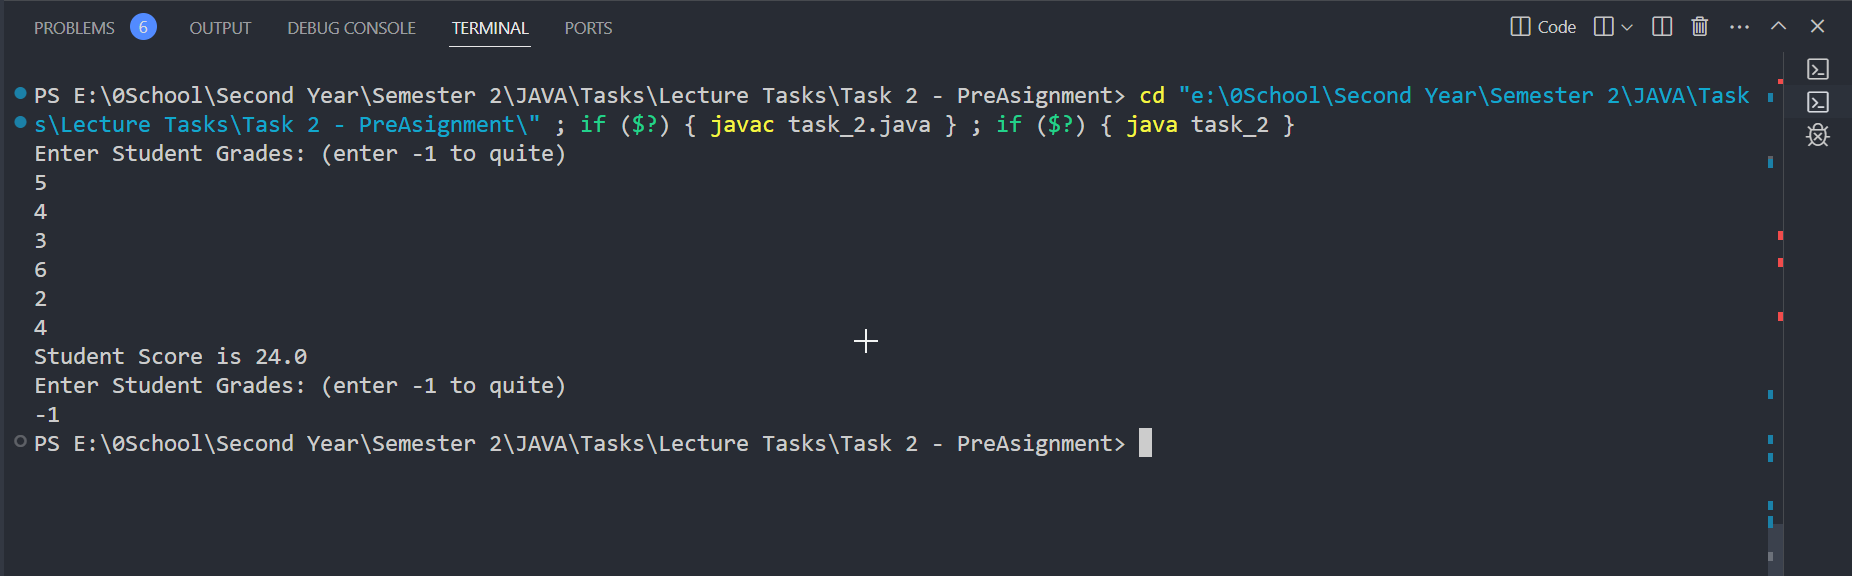 PROBLEMS 6 OUTPUT DEBUG CONSOLE TERMINAL PORTS Code
PS E:\0School\Second Year\Semester 2\JAVA\Tasks\Lecture Tasks\Task 2 - PreAsignment> cd "e:\0School\Second Year\Semester 2\JAVA\Task
s\Lecture Tasks\Task 2 - PreAsignment\" ; if ($?) { javac task_2.java } ; if ($?) { java task_2 }
Enter Student Grades: (enter -1 to quite)
5
4
3
6
2
4
Student Score is 24.0
Enter Student Grades: (enter -1 to quite)
-1
PS E:\0School\Second Year\Semester 2\JAVA\Tasks\Lecture Tasks\Task 2 - PreAsignment>